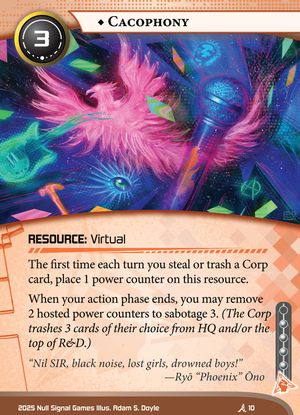 ◆ Cacophony
3
RESOURCE: Virtual
The first time each turn you steal or trash a Corp
card, place 1 power counter on this resource.
When your action phase ends, you may remove
2 hosted power counters to sabotage 3. (The Corp
trashes 3 cards of their choice from HQ and/or the
top of R&D.)
“Nil SIR, black noise, lost girls, drowned boys!”
—Ryō “Phoenix” Ōno
2025 Null Signal Games Illus. Adam S. Doyle
10